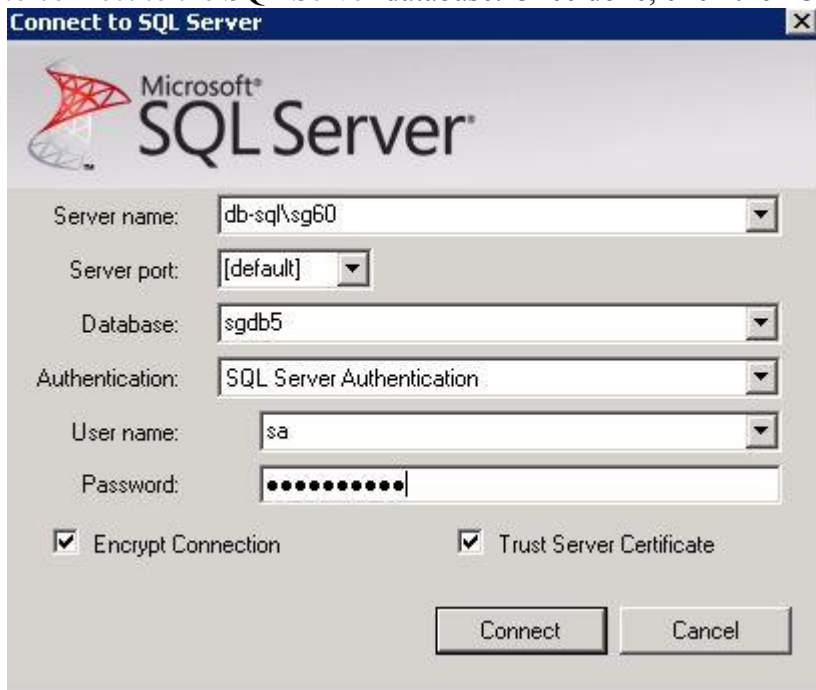 Connect to SQL Server
Microsoft®
SQL Server®
™
Server name: db-sql\sg60
Server port: [default]
Database: sgdb5
Authentication: SQL Server Authentication
User name: sa
Password: ●●●●●●●●●●
Encrypt Connection Trust Server Certificate
Connect Cancel